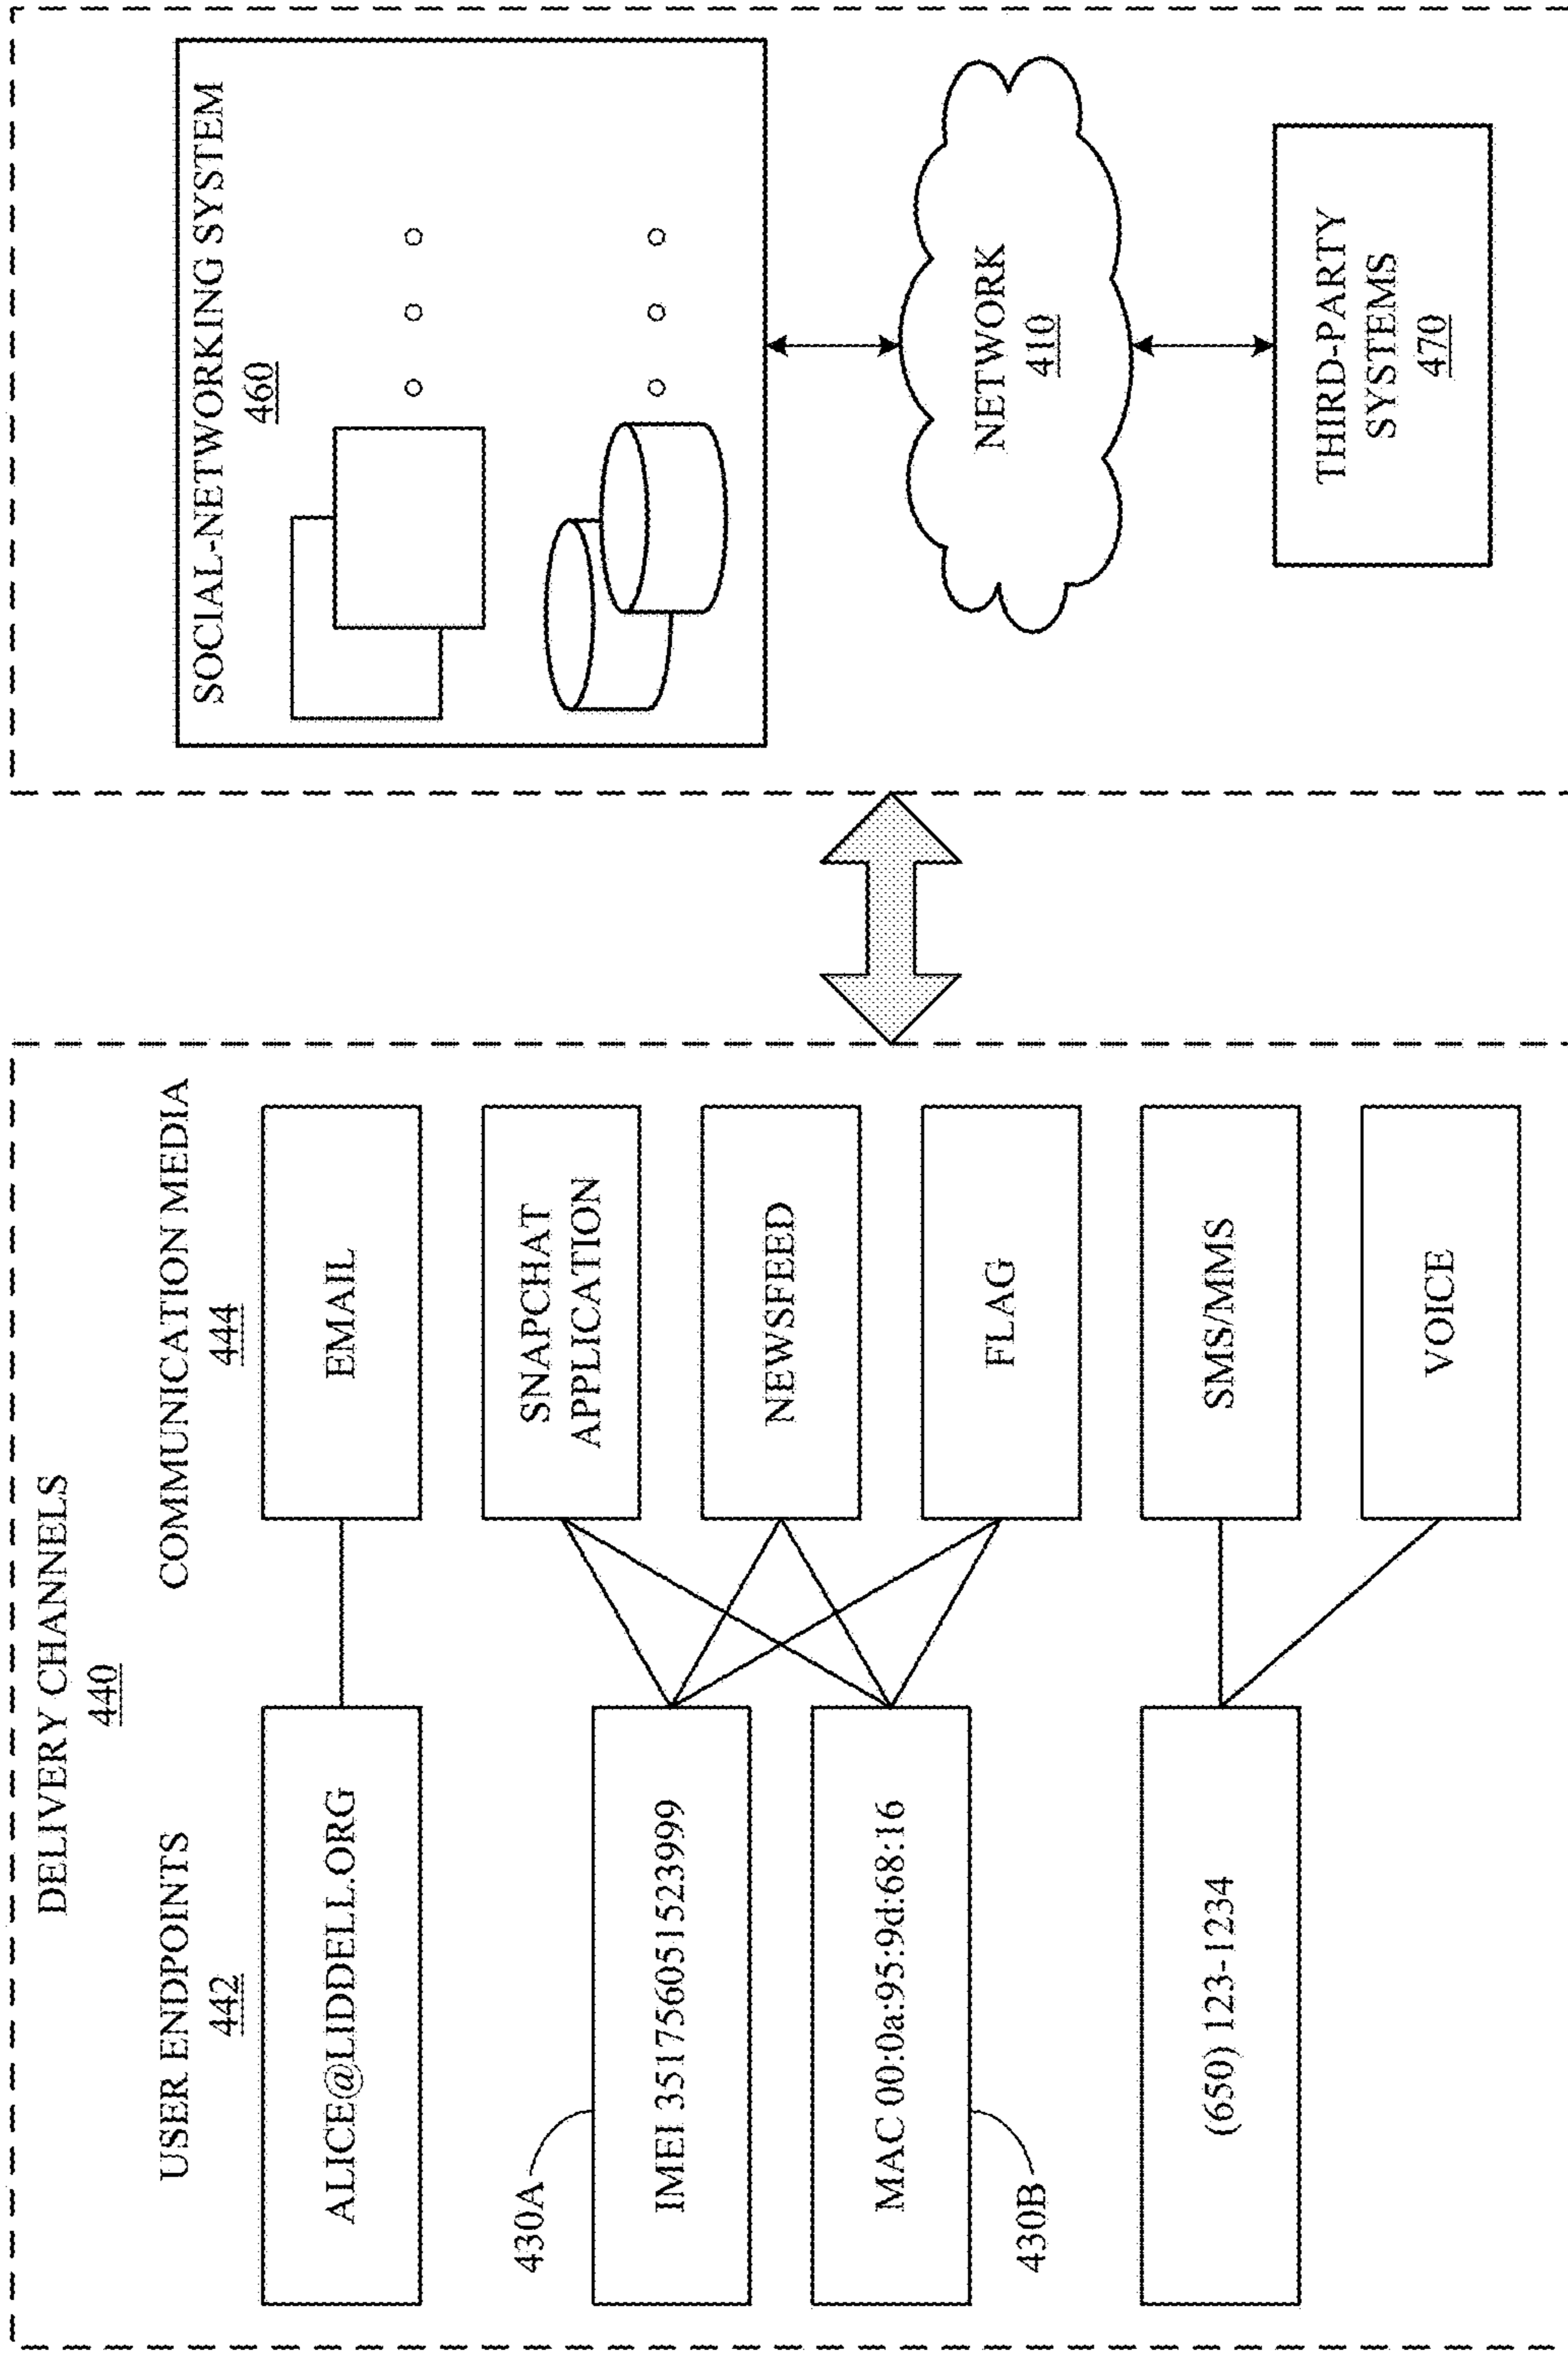 DELIVERY CHANNELS
440
USER ENDPOINTS
442
COMMUNICATION MEDIA
444
ALICE@LIDDELL.ORG
EMAIL
430A
IMEI 351756051523999
SNAPCHAT
APPLICATION
NEWSFEED
MAC 00:0a:95:9d:68:16
430B
FLAG
(650) 123-1234
SMS/MMS
VOICE
SOCIAL-NETWORKING SYSTEM
460
NETWORK
410
THIRD-PARTY
SYSTEMS
470